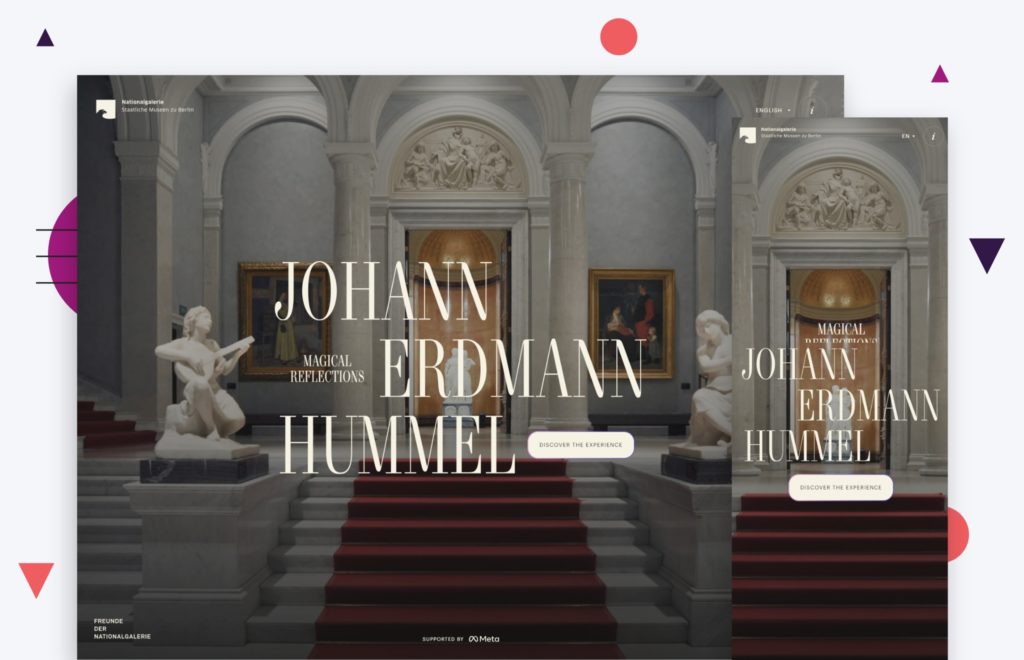 Nationalgalerie
Staatliche Museen zu Berlin
ENGLISH
i
JOHANN
MAGICAL
REFLECTIONS
ERDMANN
HUMMEL
DISCOVER THE EXPERIENCE
FREUNDE
DER
NATIONALGALERIE
SUPPORTED BY Meta
Nationalgalerie
Staatliche Museen zu Berlin
EN
i
MAGICAL
REFLECTIONS
JOHANN
ERDMANN
HUMMEL
DISCOVER THE EXPERIENCE